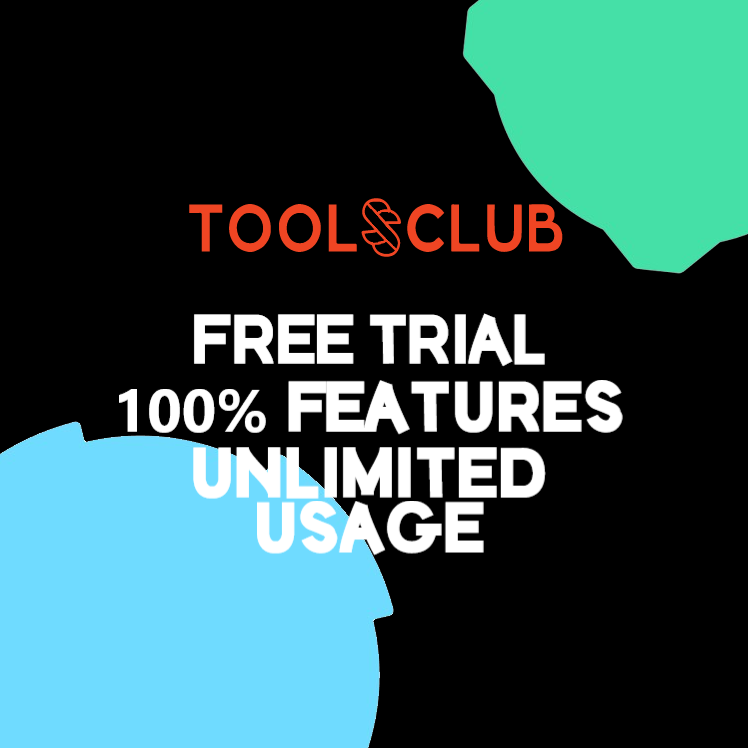 TOOLSCLUB
FREE TRIAL
100% FEATURES
UNLIMITED
USAGE